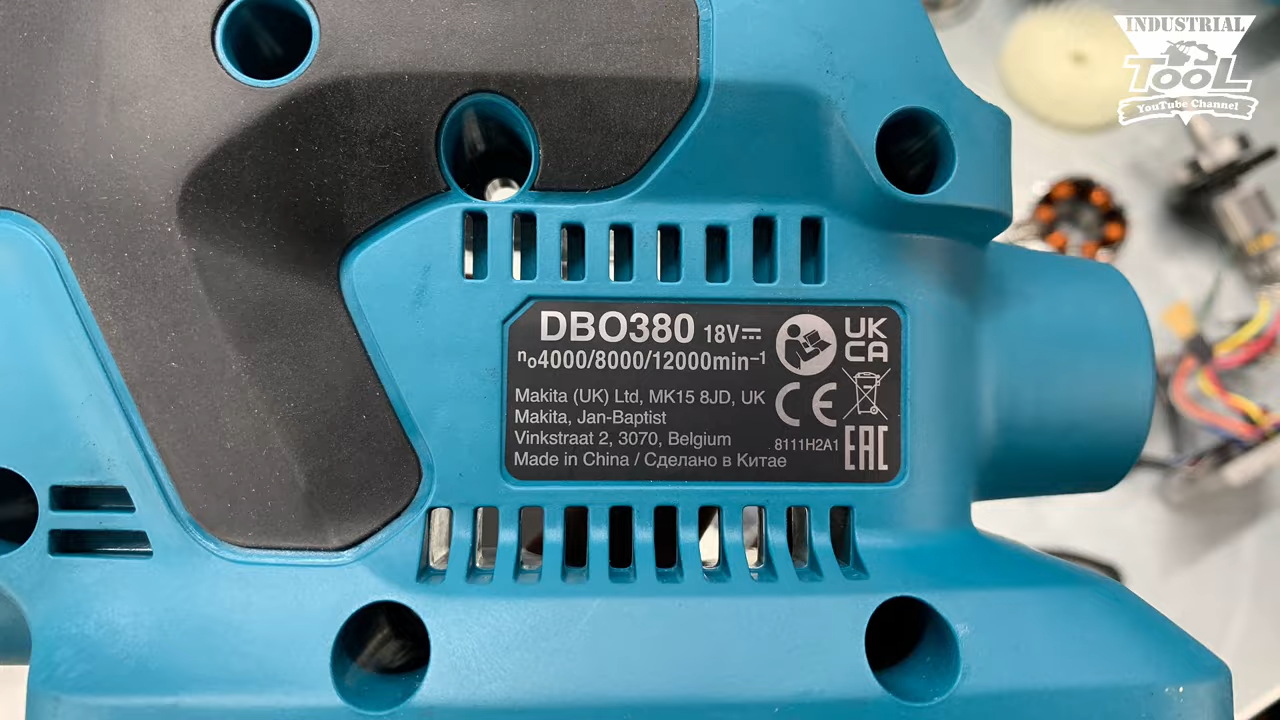 INDUSTRIAL
TOOL
YouTube Channel
DBO380 18V
n₀4000/8000/12000min⁻¹
UK
CA
Makita (UK) Ltd, MK15 8JD, UK
Makita, Jan-Baptist
Vinkstraat 2, 3070, Belgium
CE
8111H2A1
Made in China / Сделано в Китае
EAC